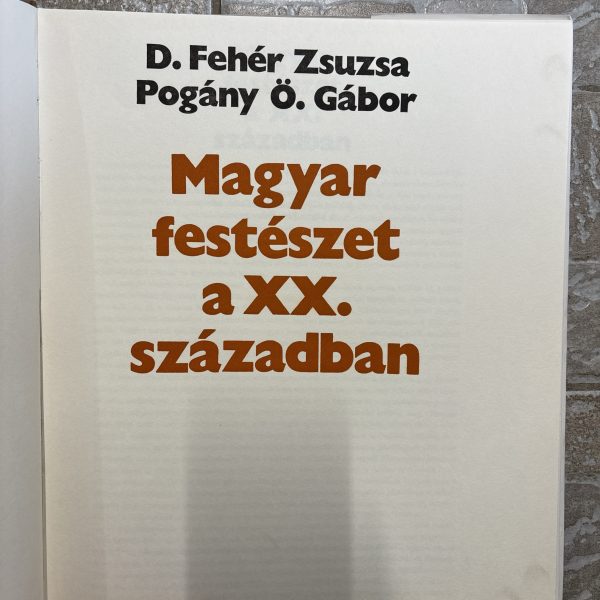 D. Fehér Zsuzsa
Pogány Ö. Gábor
Magyar
festészet
a XX.
században